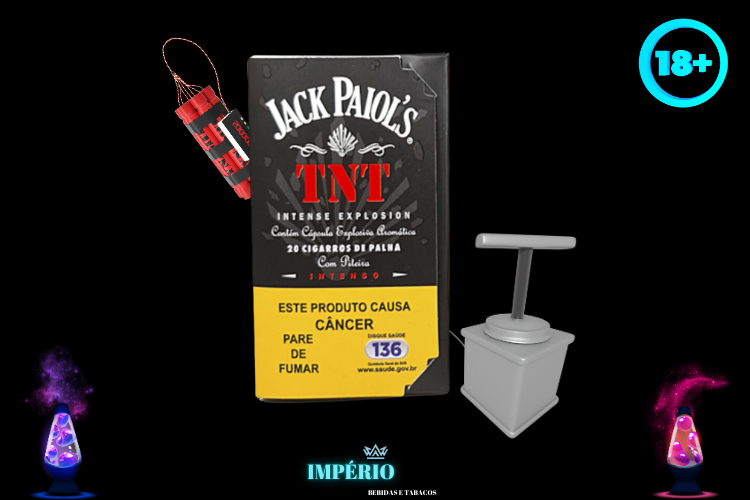 18+
JACK PAIOL'S®
TNT
INTENSE EXPLOSION
Contém Cápsula Explosiva Aromática
20 CIGARROS DE PALHA
Com Piteira
INTENSO
ESTE PRODUTO CAUSA
CÂNCER
PARE
DE
FUMAR
DISQUE SAÚDE
136
www.saude.gov.br
IMPÉRIO
BEBIDAS E TABACOS